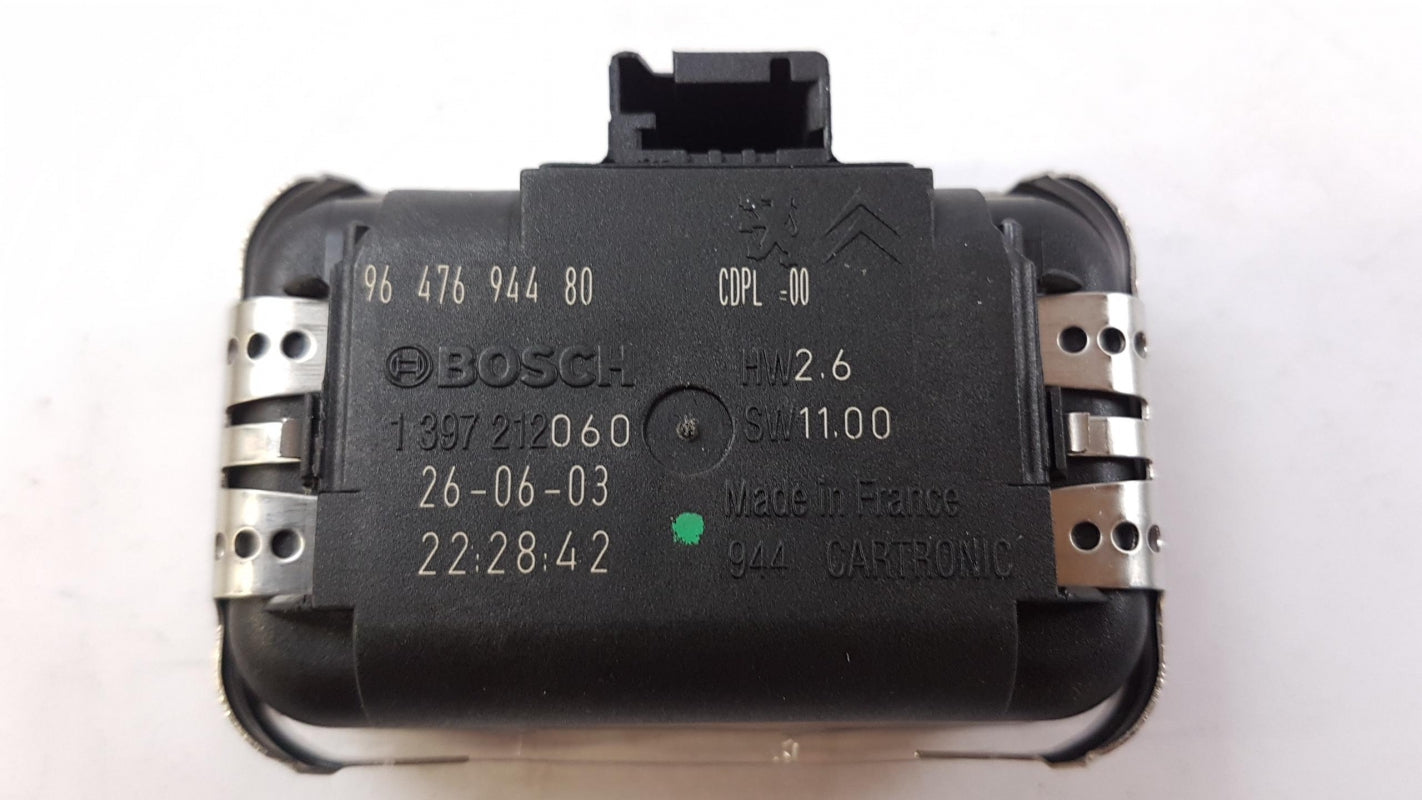 96 476 944 80 CDPL -00
BOSCH HW2.6
1 397 212060 SW11.00
26-06-03 Made in France
22:28:42 944 CARTRONIC